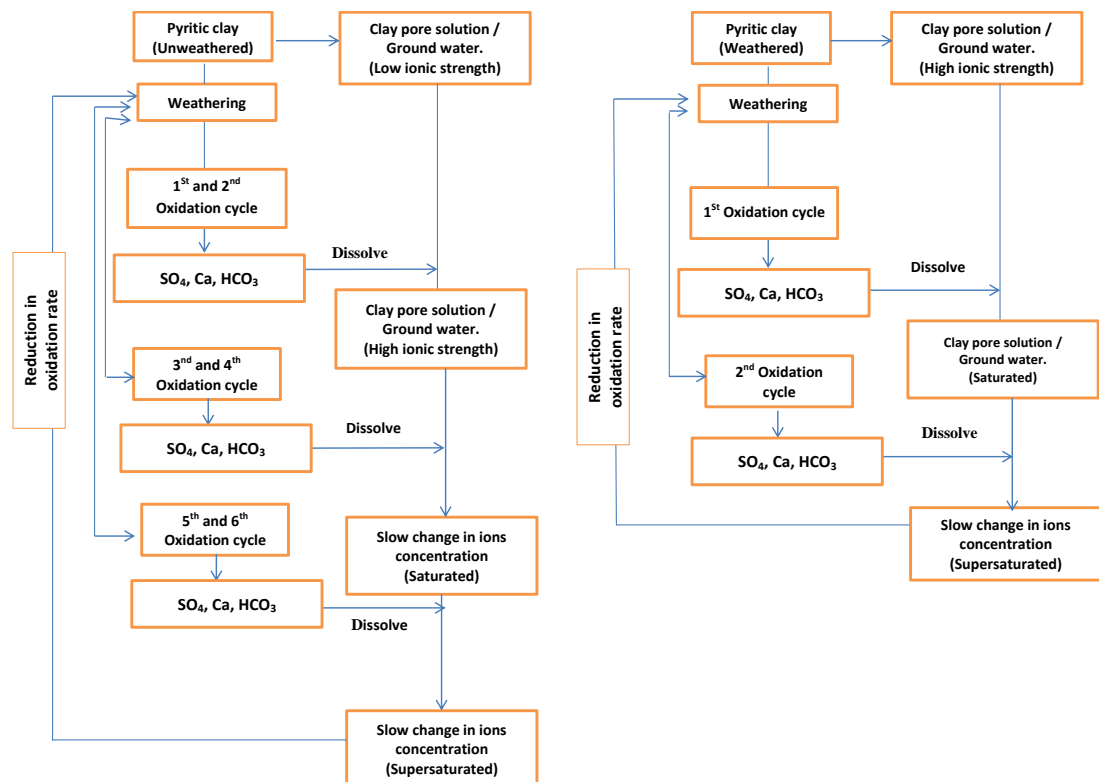 Pyritic clay
(Unweathered)
Clay pore solution /
Ground water.
(Low ionic strength)
Weathering
1St and 2nd
Oxidation cycle
SO4, Ca, HCO3
Dissolve
Clay pore solution /
Ground water.
(High ionic strength)
Reduction in
oxidation rate
3nd and 4th
Oxidation cycle
SO4, Ca, HCO3
Dissolve
5th and 6th
Oxidation cycle
Slow change in ions
concentration
(Saturated)
SO4, Ca, HCO3
Dissolve
Slow change in ions
concentration
(Supersaturated)
Pyritic clay
(Weathered)
Clay pore solution /
Ground water.
(High ionic strength)
Weathering
1St Oxidation cycle
SO4, Ca, HCO3
Dissolve
Reduction in
oxidation rate
Clay pore solution /
Ground water.
(Saturated)
2nd Oxidation
cycle
SO4, Ca, HCO3
Dissolve
Slow change in ions
concentration
(Supersaturated)